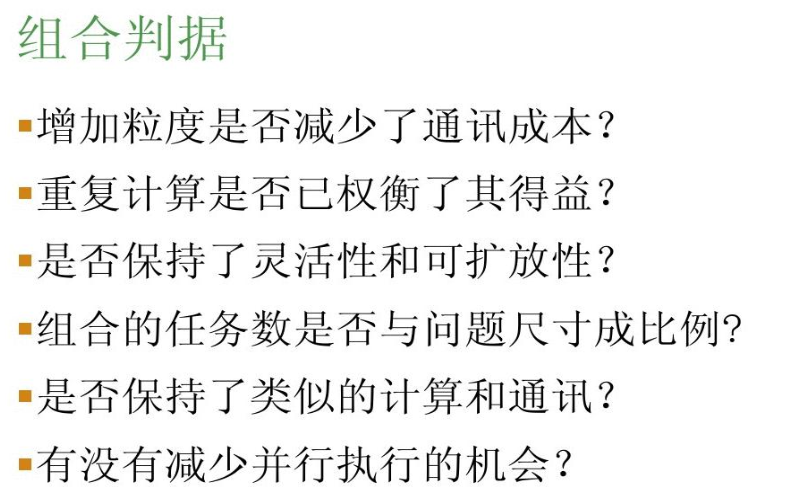 组合判据
▪增加粒度是否减少了通讯成本？
▪重复计算是否已权衡了其得益？
▪是否保持了灵活性和可扩放性？
▪组合的任务数是否与问题尺寸成比例?
▪是否保持了类似的计算和通讯？
▪有没有减少并行执行的机会？